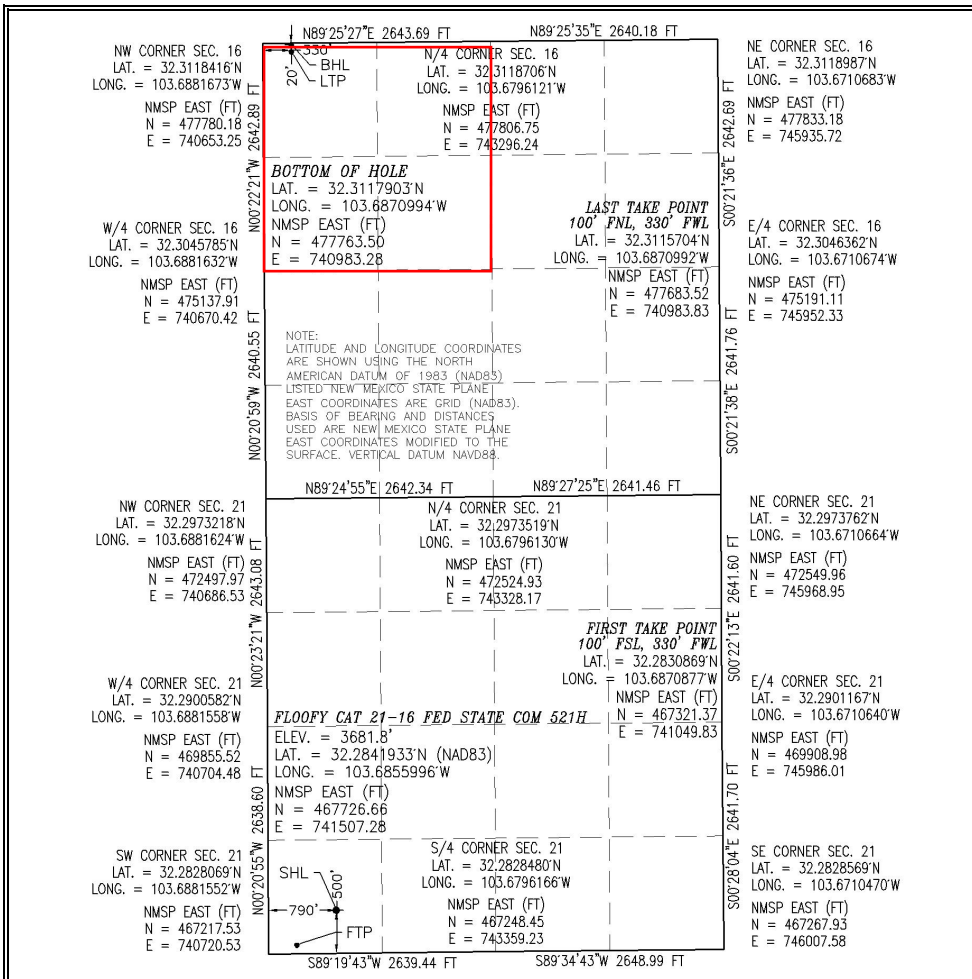 N89°25'27"E 2643.69 FT
N89°25'35"E 2640.18 FT
NW CORNER SEC. 16
LAT. = 32.3118416°N
LONG. = 103.6881673°W
NMSP EAST (FT)
N = 477780.18
E = 740653.25
330'
BHL
LTP
20'
N/4 CORNER SEC. 16
LAT. = 32.3118706°N
LONG. = 103.6796121°W
NMSP EAST (FT)
N = 477806.75
E = 743296.24
NE CORNER SEC. 16
LAT. = 32.3118987°N
LONG. = 103.6710683°W
NMSP EAST (FT)
N = 477833.18
E = 745935.72
N00°22'21"W 2642.89 FT
S00°21'36"E 2642.69 FT
BOTTOM OF HOLE
LAT. = 32.3117903°N
LONG. = 103.6870994°W
NMSP EAST (FT)
N = 477763.50
E = 740983.28
LAST TAKE POINT
100' FNL, 330' FWL
LAT. = 32.3115704°N
LONG. = 103.6870992°W
NMSP EAST (FT)
N = 477683.52
E = 740983.83
W/4 CORNER SEC. 16
LAT. = 32.3045785°N
LONG. = 103.6881632°W
NMSP EAST (FT)
N = 475137.91
E = 740670.42
E/4 CORNER SEC. 16
LAT. = 32.3046362°N
LONG. = 103.6710674°W
NMSP EAST (FT)
N = 475191.11
E = 745952.33
N00°20'59"W 2640.55 FT
S00°21'38"E 2641.76 FT
NOTE:
LATITUDE AND LONGITUDE COORDINATES
ARE SHOWN USING THE NORTH
AMERICAN DATUM OF 1983 (NAD83)
LISTED NEW MEXICO STATE PLANE
EAST COORDINATES ARE GRID (NAD83).
BASIS OF BEARING AND DISTANCES
USED ARE NEW MEXICO STATE PLANE
EAST COORDINATES MODIFIED TO THE
SURFACE. VERTICAL DATUM NAVD88.
N89°24'55"E 2642.34 FT
N89°27'25"E 2641.46 FT
NW CORNER SEC. 21
LAT. = 32.2973218°N
LONG. = 103.6881624°W
NMSP EAST (FT)
N = 472497.97
E = 740686.53
N/4 CORNER SEC. 21
LAT. = 32.2973519°N
LONG. = 103.6796130°W
NMSP EAST (FT)
N = 472524.93
E = 743328.17
NE CORNER SEC. 21
LAT. = 32.2973762°N
LONG. = 103.6710664°W
NMSP EAST (FT)
N = 472549.96
E = 745968.95
N00°23'21"W 2643.08 FT
S00°22'13"E 2641.60 FT
FIRST TAKE POINT
100' FSL, 330' FWL
LAT. = 32.2830869°N
LONG. = 103.6870877°W
NMSP EAST (FT)
N = 467321.37
E = 741049.83
W/4 CORNER SEC. 21
LAT. = 32.2900582°N
LONG. = 103.6881558°W
NMSP EAST (FT)
N = 469855.52
E = 740704.48
FLOOFY CAT 21-16 FED STATE COM 521H
ELEV. = 3681.8'
LAT. = 32.2841933°N (NAD83)
LONG. = 103.6855996°W
NMSP EAST (FT)
N = 467726.66
E = 741507.28
E/4 CORNER SEC. 21
LAT. = 32.2901167°N
LONG. = 103.6710640°W
NMSP EAST (FT)
N = 469908.98
E = 745986.01
N00°20'55"W 2638.60 FT
S00°28'04"E 2641.70 FT
SW CORNER SEC. 21
LAT. = 32.2828069°N
LONG. = 103.6881552°W
NMSP EAST (FT)
N = 467217.53
E = 740720.53
SHL
790'
500'
FTP
S/4 CORNER SEC. 21
LAT. = 32.2828480°N
LONG. = 103.6796166°W
NMSP EAST (FT)
N = 467248.45
E = 743359.23
SE CORNER SEC. 21
LAT. = 32.2828569°N
LONG. = 103.6710470°W
NMSP EAST (FT)
N = 467267.93
E = 746007.58
S89°19'43"W 2639.44 FT
S89°34'43"W 2648.99 FT